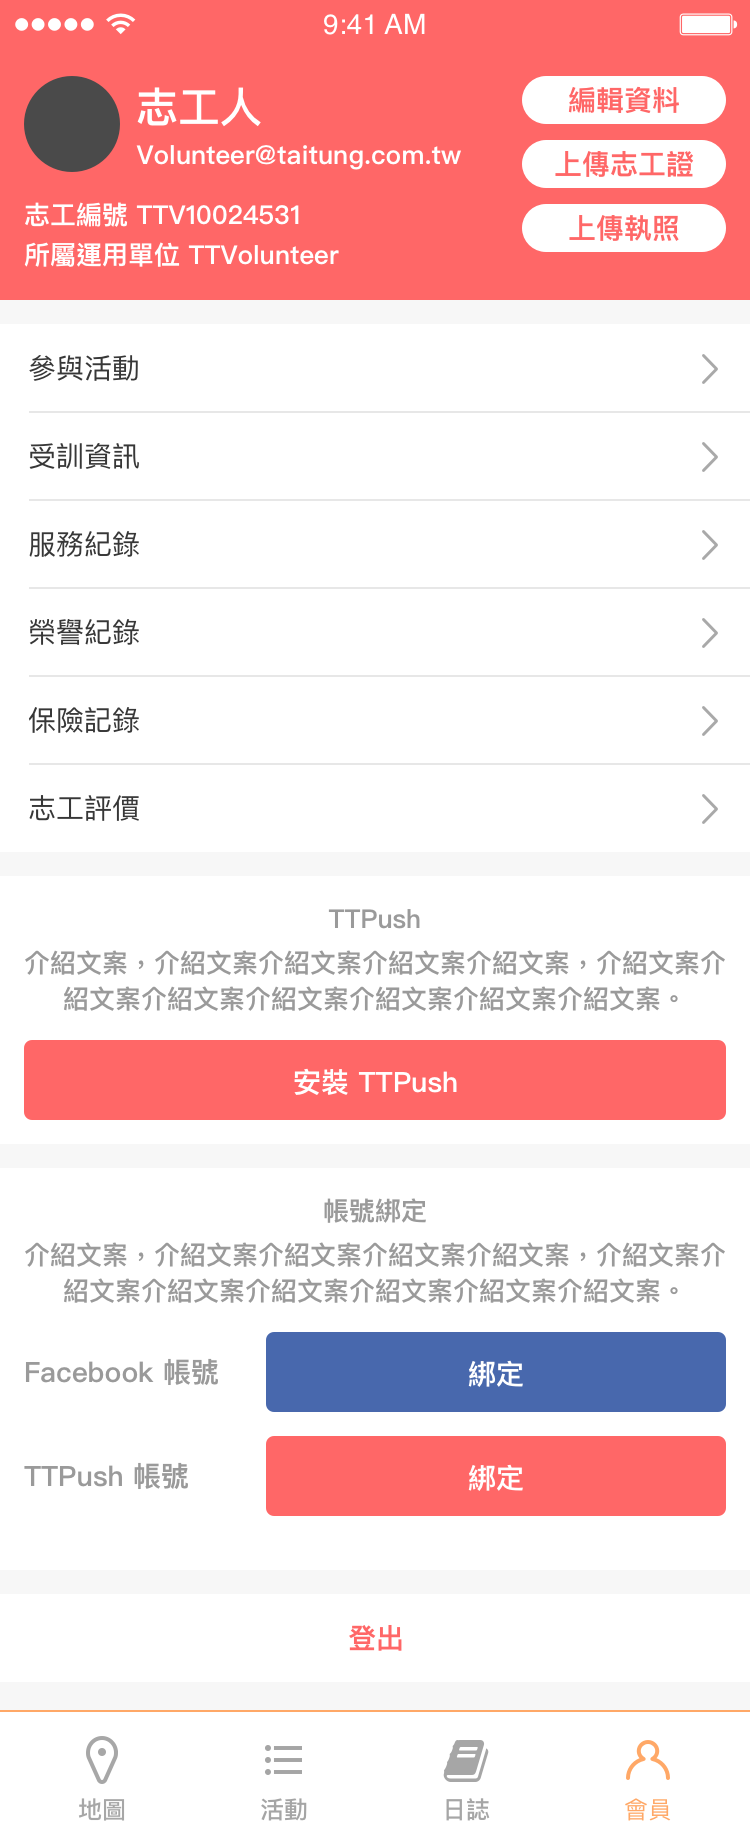 9:41 AM
志工人
Volunteer@taitung.com.tw
志工編號 TTV10024531
所屬運用單位 TTVolunteer
編輯資料
上傳志工證
上傳執照
參與活動
受訓資訊
服務紀錄
榮譽紀錄
保險記錄
志工評價
TTPush
介紹文案，介紹文案介紹文案介紹文案介紹文案，介紹文案介
紹文案介紹文案介紹文案介紹文案介紹文案介紹文案。
安裝 TTPush
帳號綁定
介紹文案，介紹文案介紹文案介紹文案介紹文案，介紹文案介
紹文案介紹文案介紹文案介紹文案介紹文案介紹文案。
Facebook 帳號
綁定
TTPush 帳號
綁定
登出
地圖
活動
日誌
會員